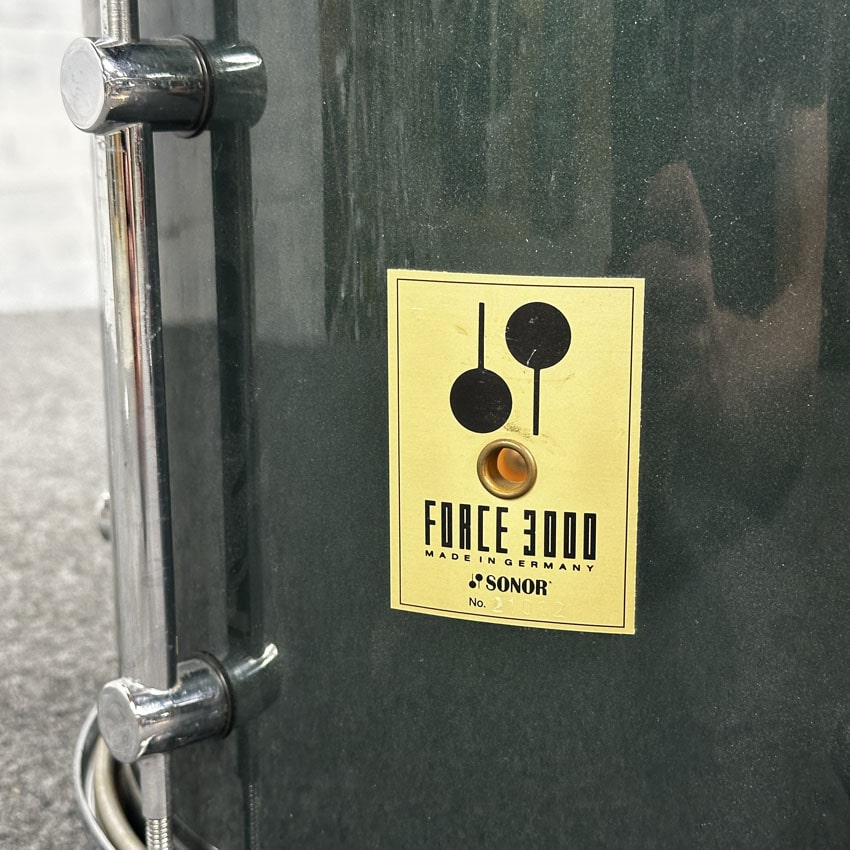 FORCE 3000
MADE IN GERMANY
SONOR
No.